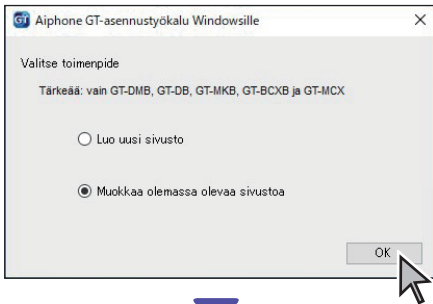 GT Aiphone GT-asennustyökalu Windowsille
Valitse toimenpide
Tärkeää: vain GT-DMB, GT-DB, GT-MKB, GT-BCXB ja GT-MCX
Luo uusi sivusto
Muokkaa olemassa olevaa sivustoa
OK